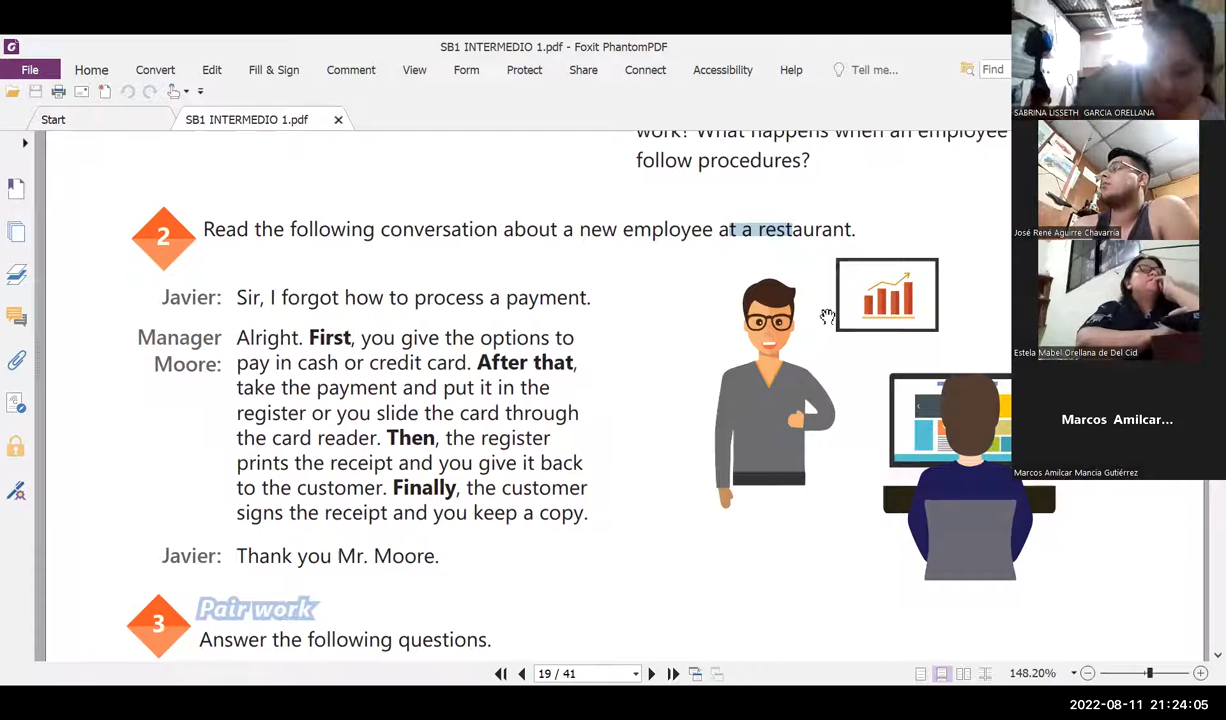 SB1 INTERMEDIO 1.pdf - Foxit PhantomPDF
File Home Convert Edit Fill & Sign Comment View Form Protect Share Connect Accessibility Help Tell me... Find
Start SB1 INTERMEDIO 1.pdf
work? What happens when an employee
follow procedures?
2 Read the following conversation about a new employee at a restaurant.
Javier: Sir, I forgot how to process a payment.
Manager Moore: Alright. First, you give the options to
pay in cash or credit card. After that,
take the payment and put it in the
register or you slide the card through
the card reader. Then, the register
prints the receipt and you give it back
to the customer. Finally, the customer
signs the receipt and you keep a copy.
Javier: Thank you Mr. Moore.
3 Pair work
Answer the following questions.
19 / 41
148.20%
SABRINA LISSETH GARCIA ORELLANA
José René Aguirre Chavarría
Estela Mabel Orellana de Del Cid
Marcos Amilcar...
Marcos Amilcar Mancia Gutiérrez
2022-08-11 21:24:05